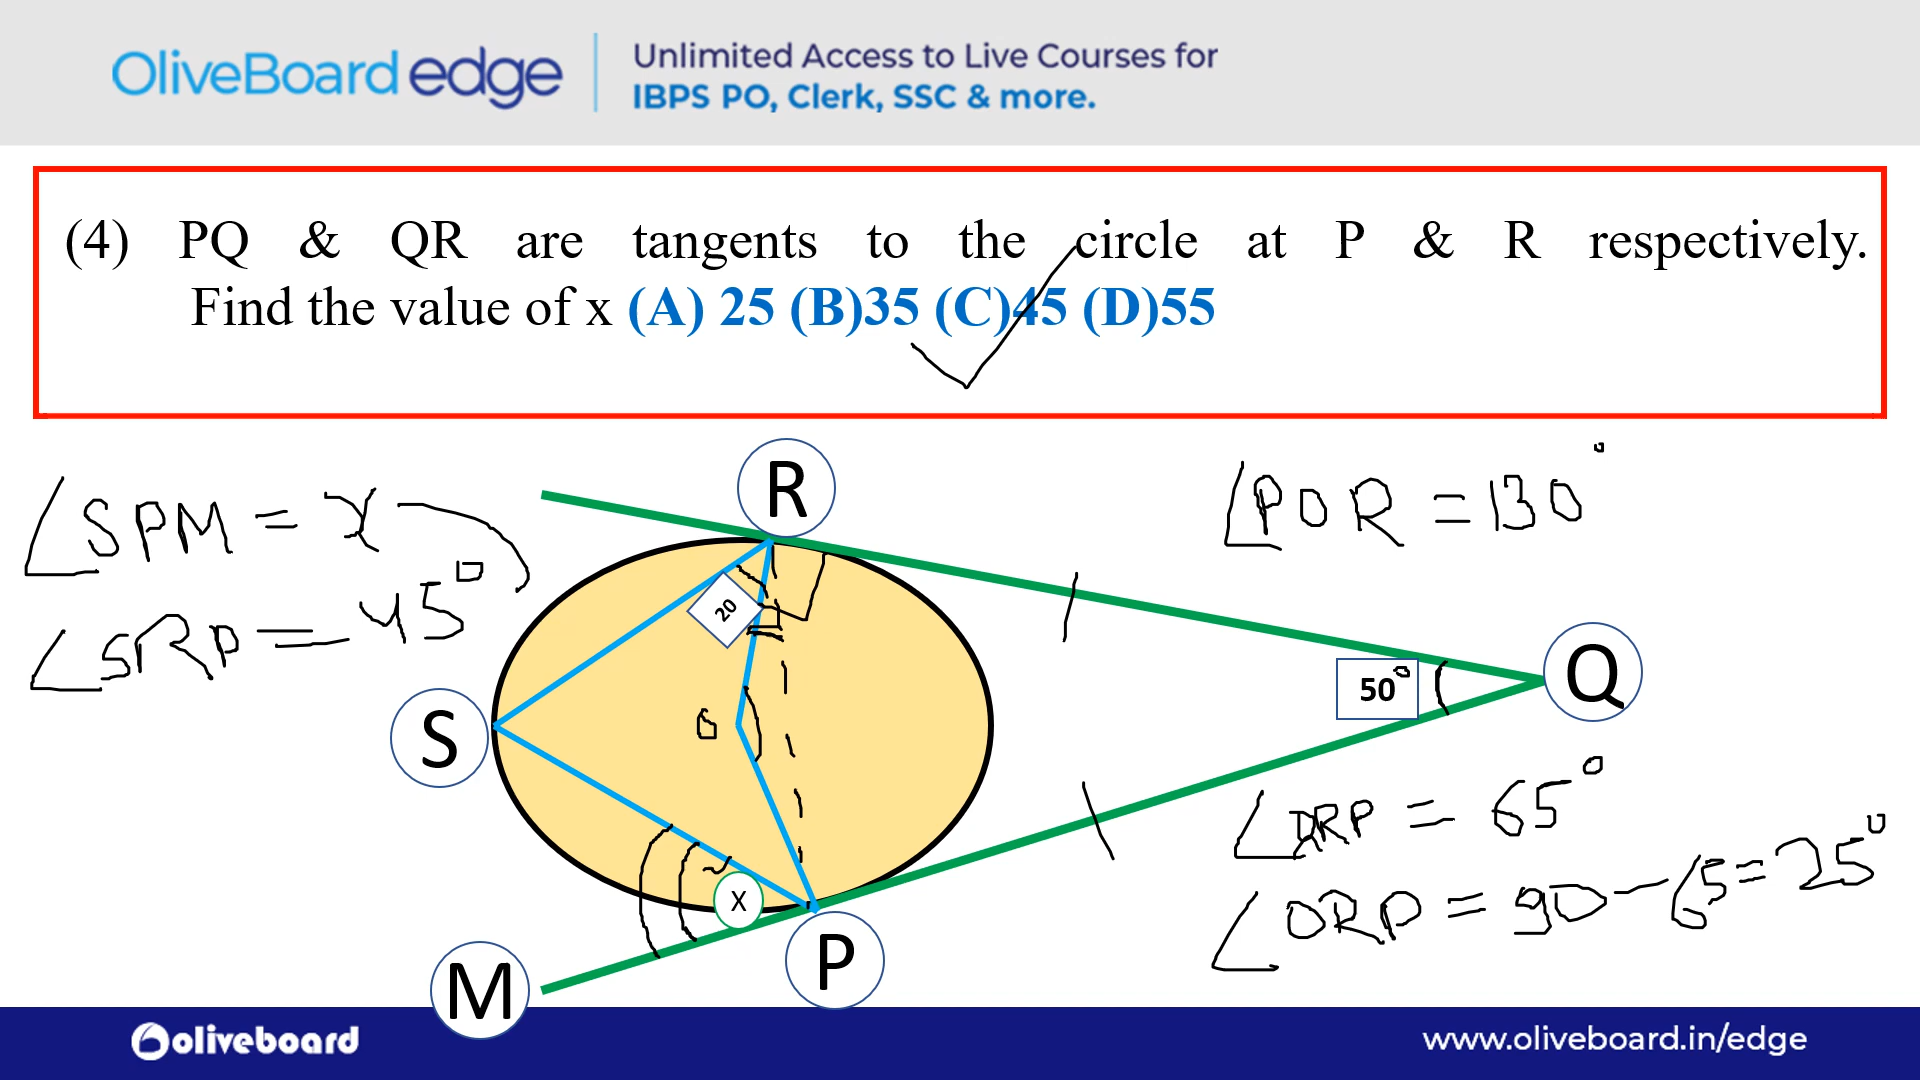 OliveBoard edge
Unlimited Access to Live Courses for
IBPS PO, Clerk, SSC & more.
(4) PQ & QR are tangents to the circle at P & R respectively.
Find the value of x (A) 25 (B)35 (C)45 (D)55
∠SPM = x
∠SRP = 45°
∠POR = 130°
R
20
S
O
50°
Q
∠QRP = 65°
∠ORP = 90 - 65 = 25°
x
P
M
oliveboard
www.oliveboard.in/edge